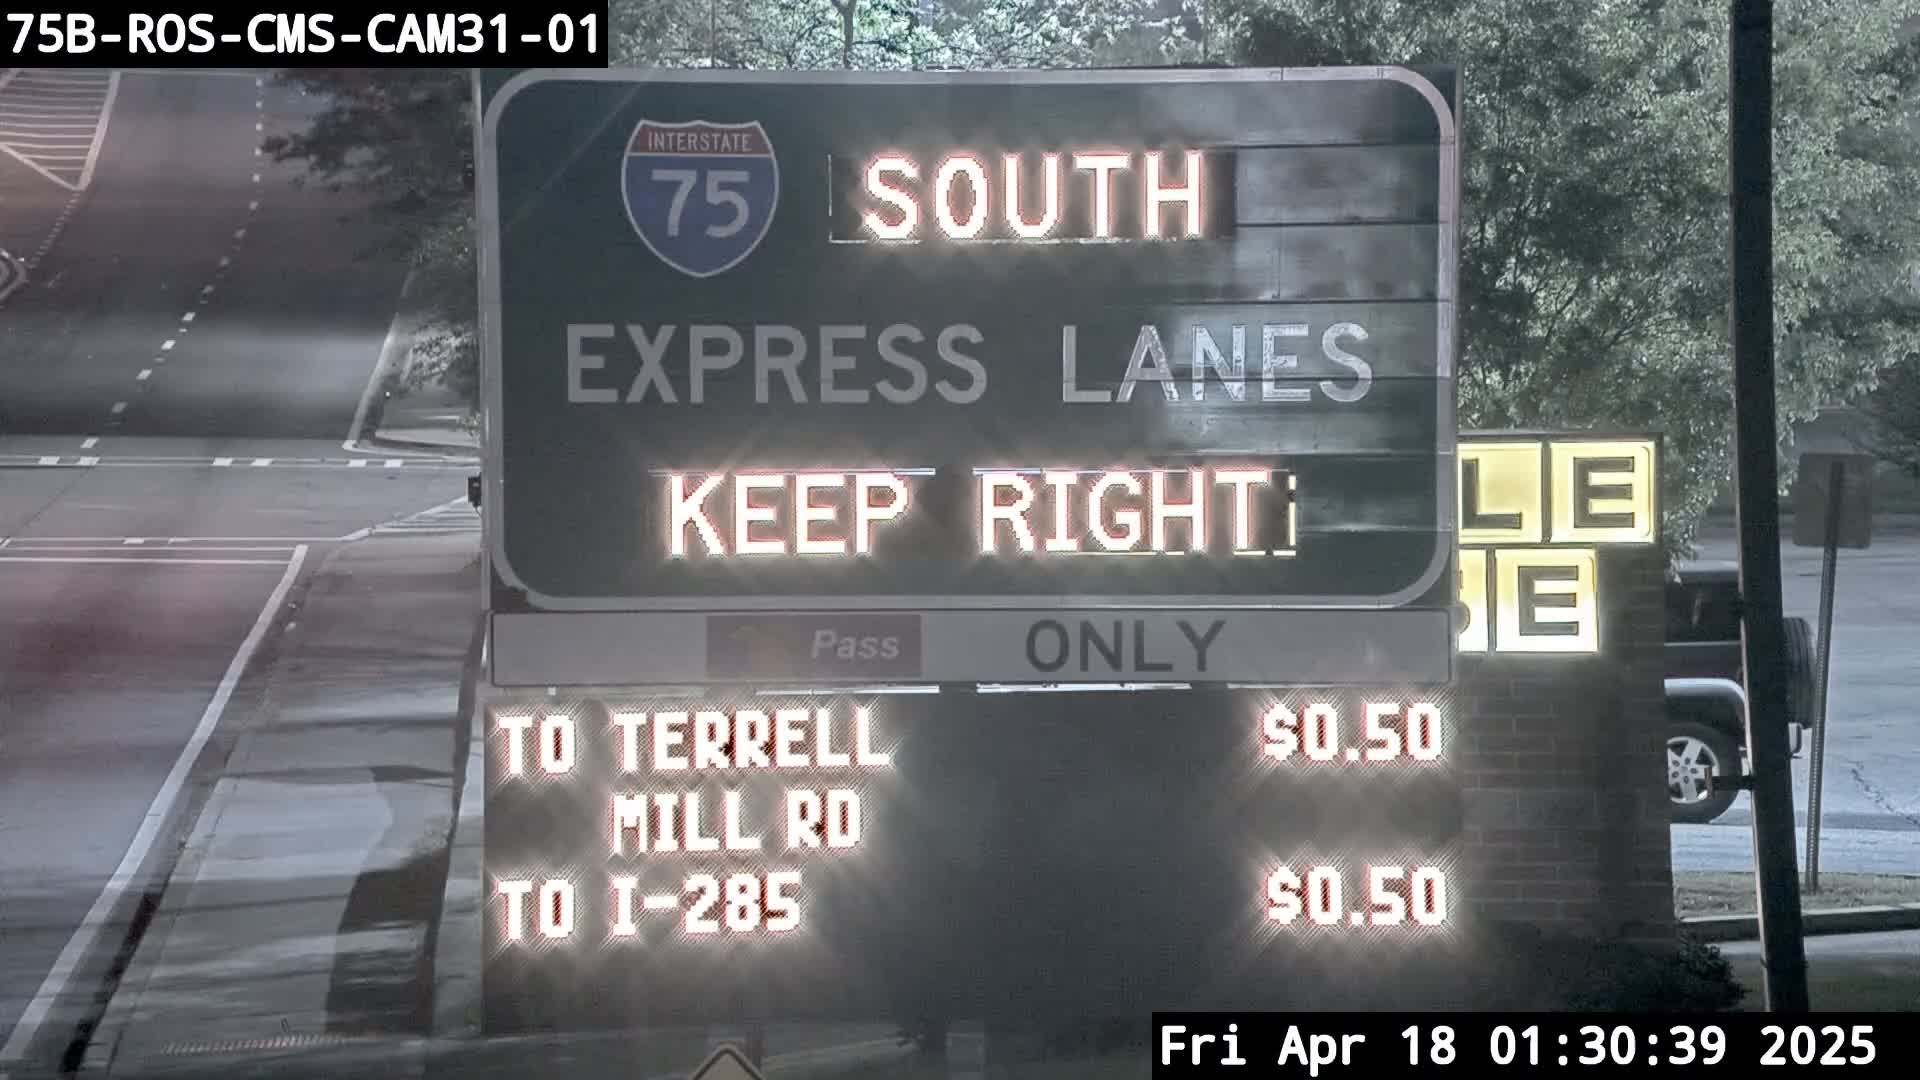 75B-ROS-CMS-CAM31-01
INTERSTATE
75
SOUTH
EXPRESS LANES
KEEP RIGHT
Pass ONLY
TO TERRELL $0.50
MILL RD
TO I-285 $0.50
LE
E
Fri Apr 18 01:30:39 2025